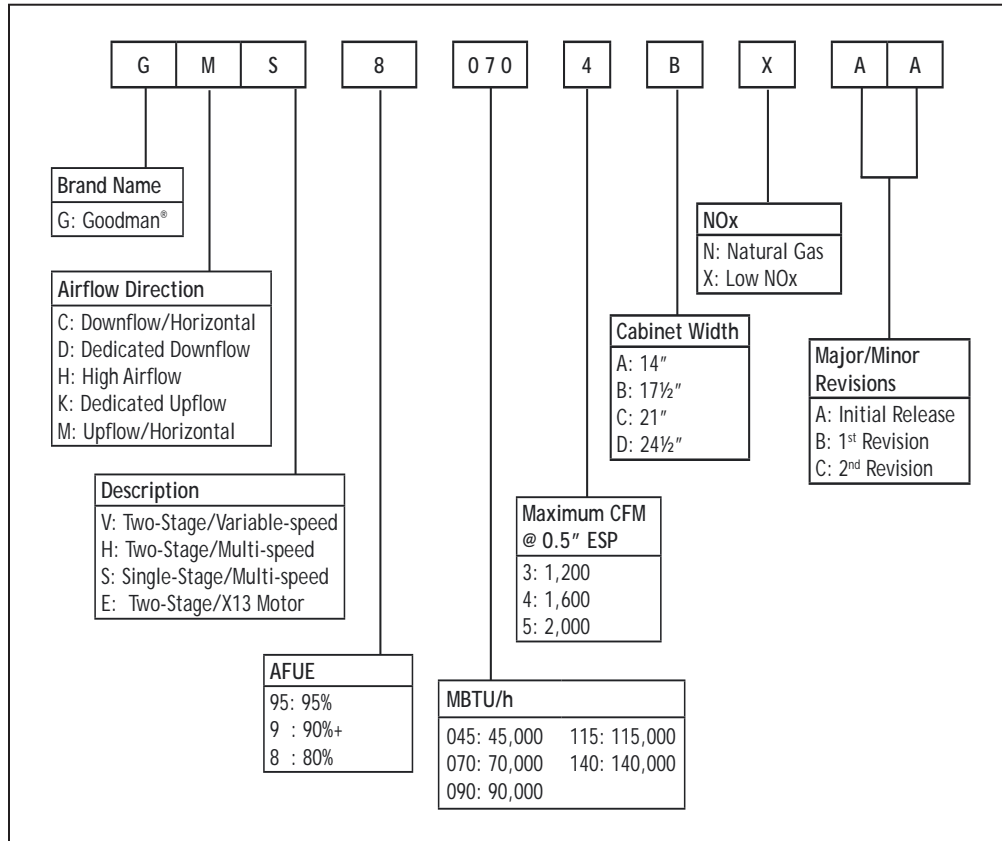 G M S 8 0 7 0 4 B X A A
Brand Name
G: Goodman®
Airflow Direction
C: Downflow/Horizontal
D: Dedicated Downflow
H: High Airflow
K: Dedicated Upflow
M: Upflow/Horizontal
Description
V: Two-Stage/Variable-speed
H: Two-Stage/Multi-speed
S: Single-Stage/Multi-speed
E: Two-Stage/X13 Motor
AFUE
95: 95%
9 : 90%+
8 : 80%
MBTU/h
045: 45,000 115: 115,000
070: 70,000 140: 140,000
090: 90,000
Maximum CFM
@ 0.5" ESP
3: 1,200
4: 1,600
5: 2,000
Cabinet Width
A: 14"
B: 17½"
C: 21"
D: 24½"
NOx
N: Natural Gas
X: Low NOx
Major/Minor
Revisions
A: Initial Release
B: 1st Revision
C: 2nd Revision